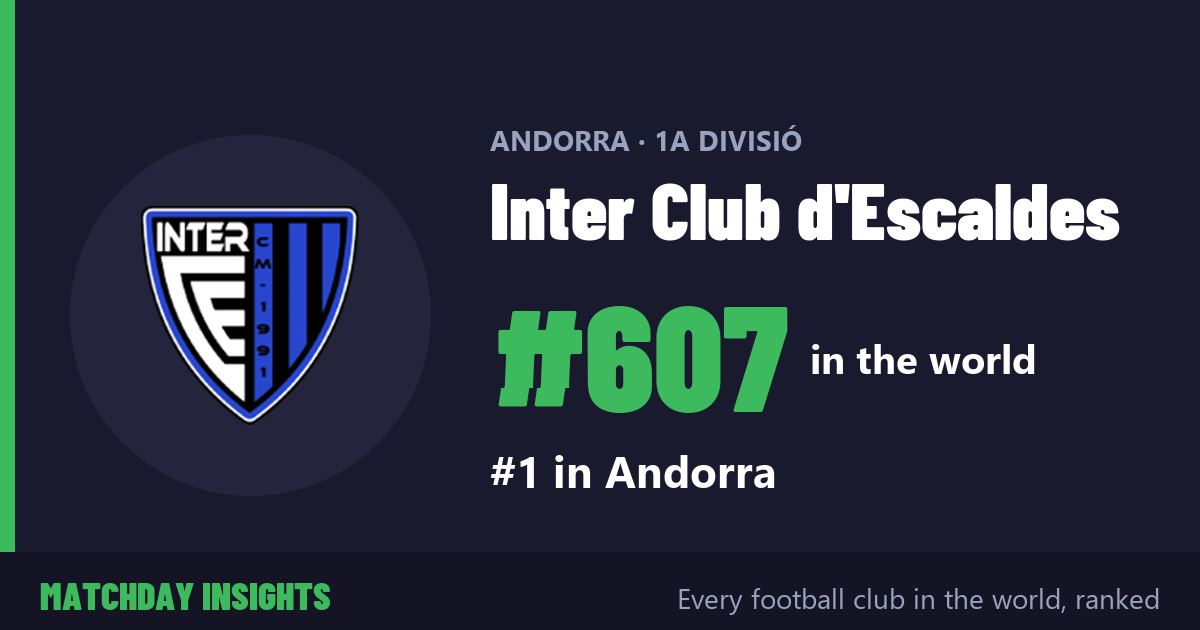 INTER
CE
CM-1991
ANDORRA · 1A DIVISIÓ
Inter Club d'Escaldes
#607 in the world
#1 in Andorra
MATCHDAY INSIGHTS
Every football club in the world, ranked